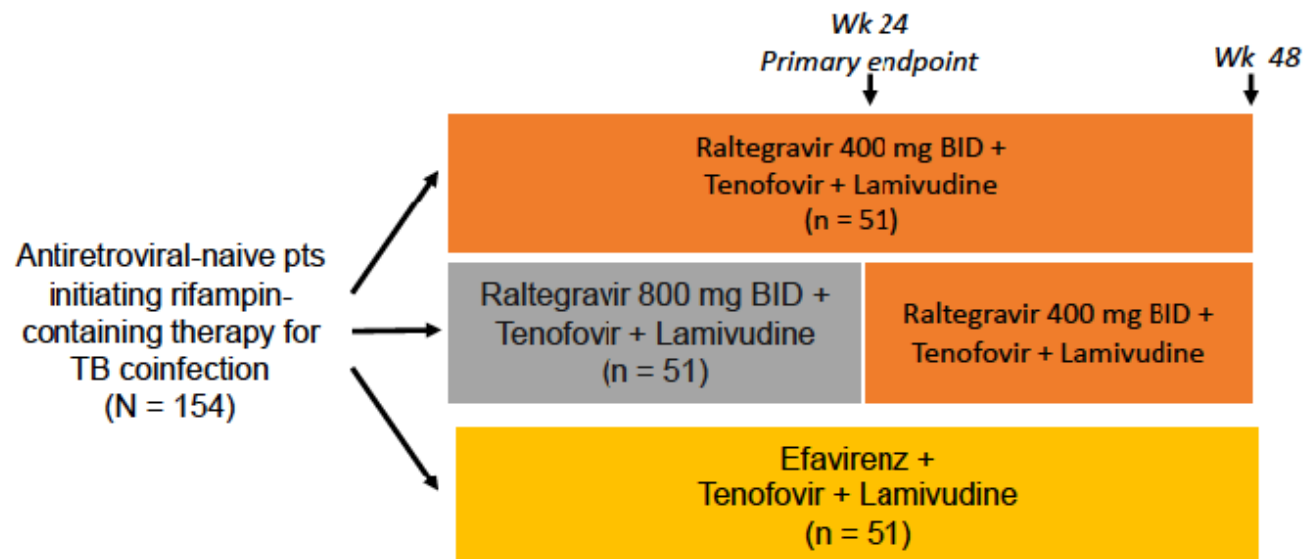 Wk 24
Primary endpoint
Wk 48
Raltegravir 400 mg BID +
Tenofovir + Lamivudine
(n = 51)
Antiretroviral-naive pts
initiating rifampin-
containing therapy for
TB coinfection
(N = 154)
Raltegravir 800 mg BID +
Tenofovir + Lamivudine
(n = 51)
Raltegravir 400 mg BID +
Tenofovir + Lamivudine
Efavirenz +
Tenofovir + Lamivudine
(n = 51)